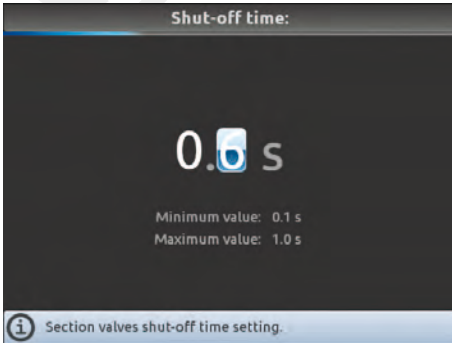 Shut-off time:
0.6 s
Minimum value: 0.1 s
Maximum value: 1.0 s
Section valves shut-off time setting.